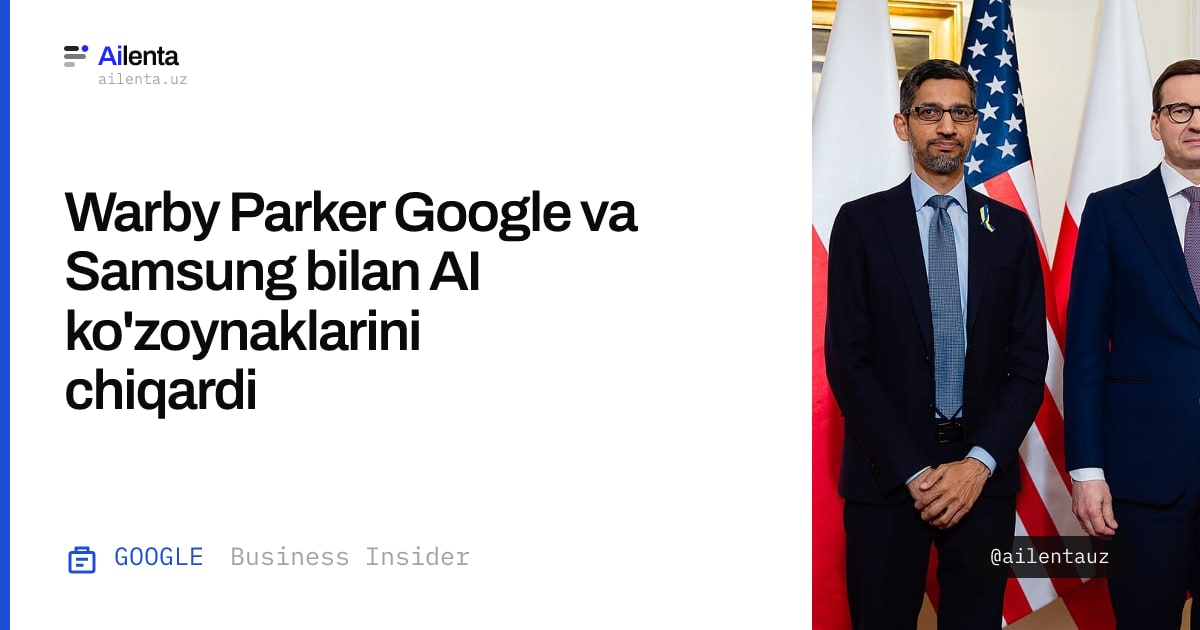 Ailenta
ailenta.uz
Warby Parker Google va
Samsung bilan AI
ko'zoynaklarini
chiqardi
GOOGLE Business Insider
@ailentauz